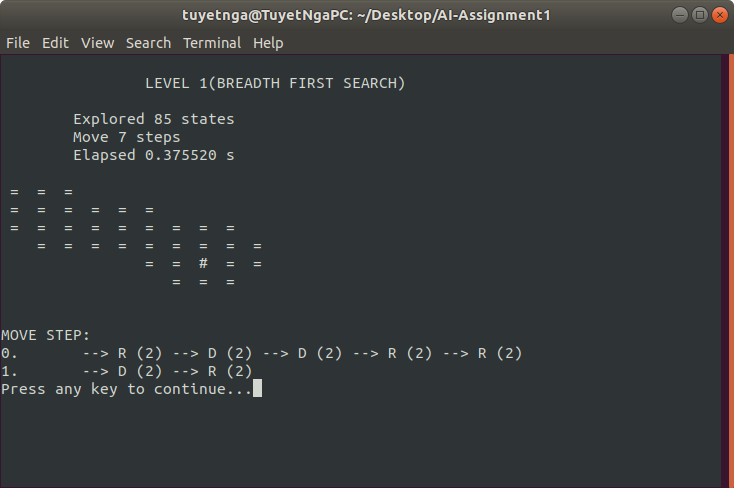 tuyetnga@TuyetNgaPC: ~/Desktop/AI-Assignment1
File Edit View Search Terminal Help
LEVEL 1(BREADTH FIRST SEARCH)
Explored 85 states
Move 7 steps
Elapsed 0.375520 s
= = =
= = = = = =
= = = = = = = = =
= = = = = = = = =
= = # = =
= = =
MOVE STEP:
0. --> R (2) --> D (2) --> D (2) --> R (2) --> R (2)
1. --> D (2) --> R (2)
Press any key to continue...